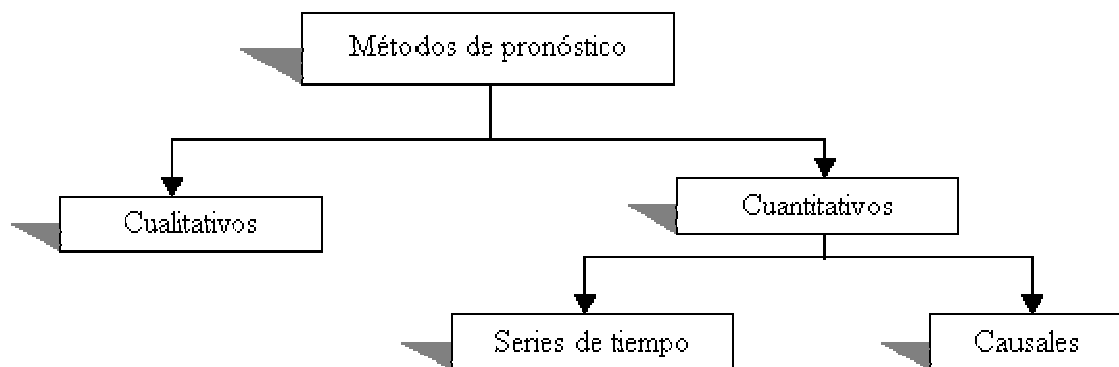 Métodos de pronóstico
Cualitativos
Cuantitativos
Series de tiempo
Causales